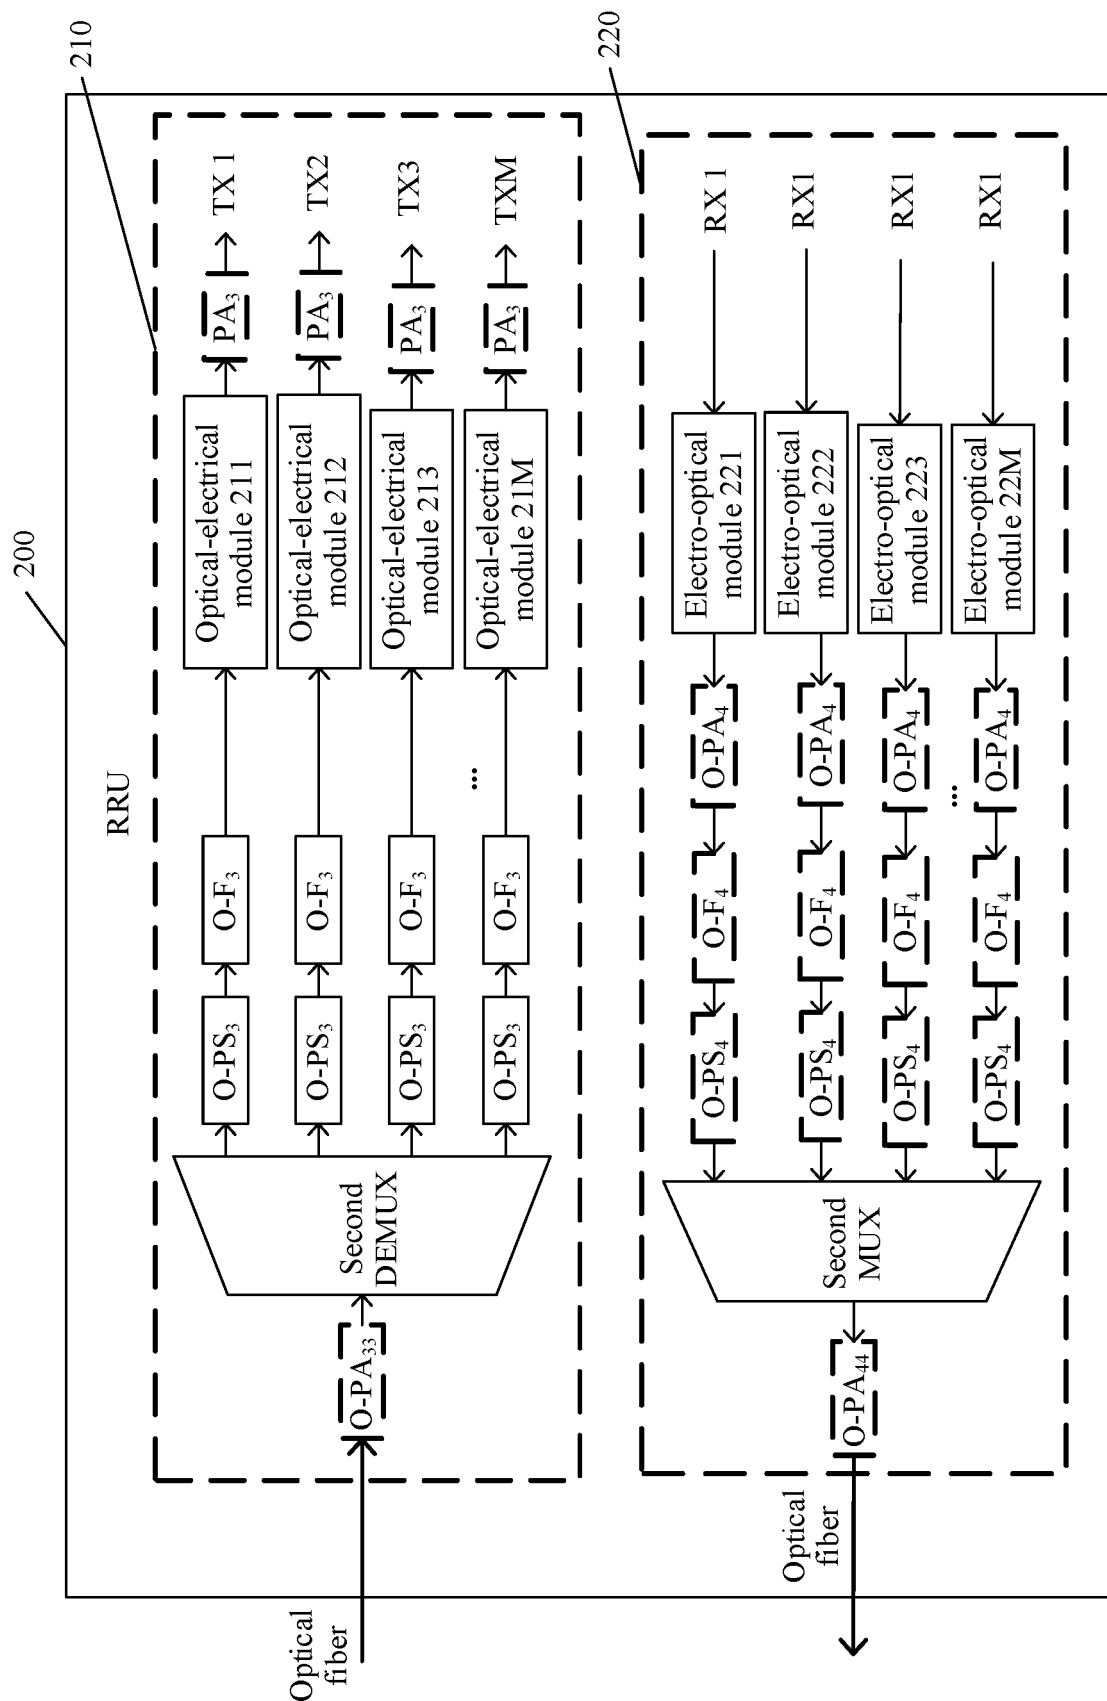 200
210
220
RRU
Optical
fiber
O-PA33
Second
DEMUX
O-PS3
O-F3
Optical-electrical
module 211
PA3
TX 1
O-PS3
O-F3
Optical-electrical
module 212
PA3
TX2
O-PS3
O-F3
Optical-electrical
module 213
PA3
TX3
...
O-PS3
O-F3
Optical-electrical
module 21M
PA3
TXM
Optical
fiber
O-PA44
Second
MUX
O-PS4
O-F4
O-PA4
Electro-optical
module 221
RX 1
O-PS4
O-F4
O-PA4
Electro-optical
module 222
RX1
O-PS4
O-F4
O-PA4
Electro-optical
module 223
RX1
...
O-PS4
O-F4
O-PA4
Electro-optical
module 22M
RX1